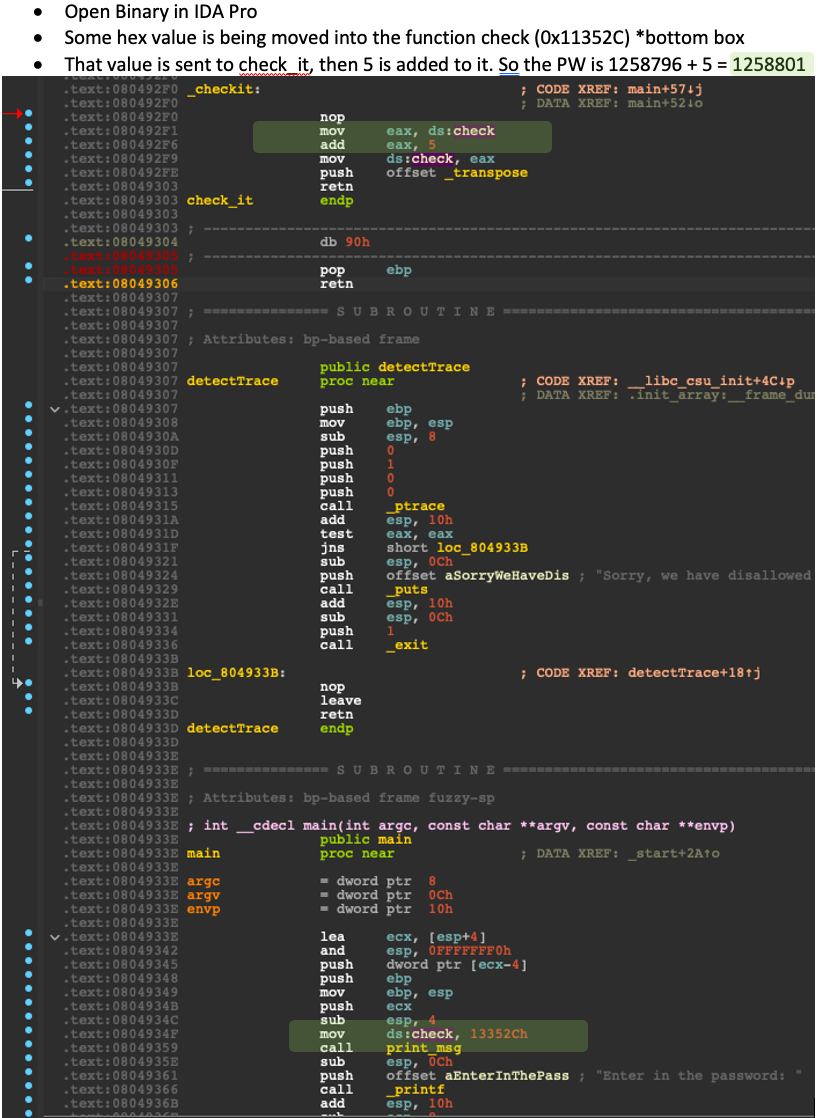 • Open Binary in IDA Pro
• Some hex value is being moved into the function check (0x11352C) *bottom box
• That value is sent to check_it, then 5 is added to it. So the PW is 1258796 + 5 = 1258801
.text:080492F0 _checkit: ; CODE XREF: main+57↓j
.text:080492F0 ; DATA XREF: main+52↓o
.text:080492F0 nop
.text:080492F1 mov eax, ds:check
.text:080492F6 add eax, 5
.text:080492F9 mov ds:check, eax
.text:080492FE push offset _transpose
.text:08049303 retn
.text:08049303 check_it endp
.text:08049303
.text:08049303 ; ---------------------------------------------------------------------------
.text:08049304 db 90h
.text:08049305 ; ---------------------------------------------------------------------------
.text:08049305 pop ebp
.text:08049306 retn
.text:08049307
.text:08049307 ; =============== S U B R O U T I N E =======================================
.text:08049307
.text:08049307 ; Attributes: bp-based frame
.text:08049307
.text:08049307 public detectTrace
.text:08049307 detectTrace proc near ; CODE XREF: __libc_csu_init+4C↓p
.text:08049307 ; DATA XREF: .init_array:__frame_dum
.text:08049307 push ebp
.text:08049308 mov ebp, esp
.text:0804930A sub esp, 8
.text:0804930D push 0
.text:0804930F push 1
.text:08049311 push 0
.text:08049313 push 0
.text:08049315 call _ptrace
.text:0804931A add esp, 10h
.text:0804931D test eax, eax
.text:0804931F jns short loc_804933B
.text:08049321 sub esp, 0Ch
.text:08049324 push offset aSorryWeHaveDis ; "Sorry, we have disallowed
.text:08049329 call _puts
.text:0804932E add esp, 10h
.text:08049331 sub esp, 0Ch
.text:08049334 push 1
.text:08049336 call _exit
.text:0804933B
.text:0804933B loc_804933B: ; CODE XREF: detectTrace+18↑j
.text:0804933B nop
.text:0804933C leave
.text:0804933D retn
.text:0804933D detectTrace endp
.text:0804933D
.text:0804933E
.text:0804933E ; =============== S U B R O U T I N E =======================================
.text:0804933E
.text:0804933E ; Attributes: bp-based frame fuzzy-sp
.text:0804933E
.text:0804933E ; int __cdecl main(int argc, const char **argv, const char **envp)
.text:0804933E public main
.text:0804933E main proc near ; DATA XREF: _start+2A↑o
.text:0804933E
.text:0804933E argc = dword ptr 8
.text:0804933E argv = dword ptr 0Ch
.text:0804933E envp = dword ptr 10h
.text:0804933E
.text:0804933E lea ecx, [esp+4]
.text:08049342 and esp, 0FFFFFFF0h
.text:08049345 push dword ptr [ecx-4]
.text:08049348 push ebp
.text:08049349 mov ebp, esp
.text:0804934B push ecx
.text:0804934C sub esp, 4
.text:0804934F mov ds:check, 13352Ch
.text:08049359 call print_msg
.text:0804935E sub esp, 0Ch
.text:08049361 push offset aEnterInThePass ; "Enter in the password: "
.text:08049366 call _printf
.text:0804936B add esp, 10h